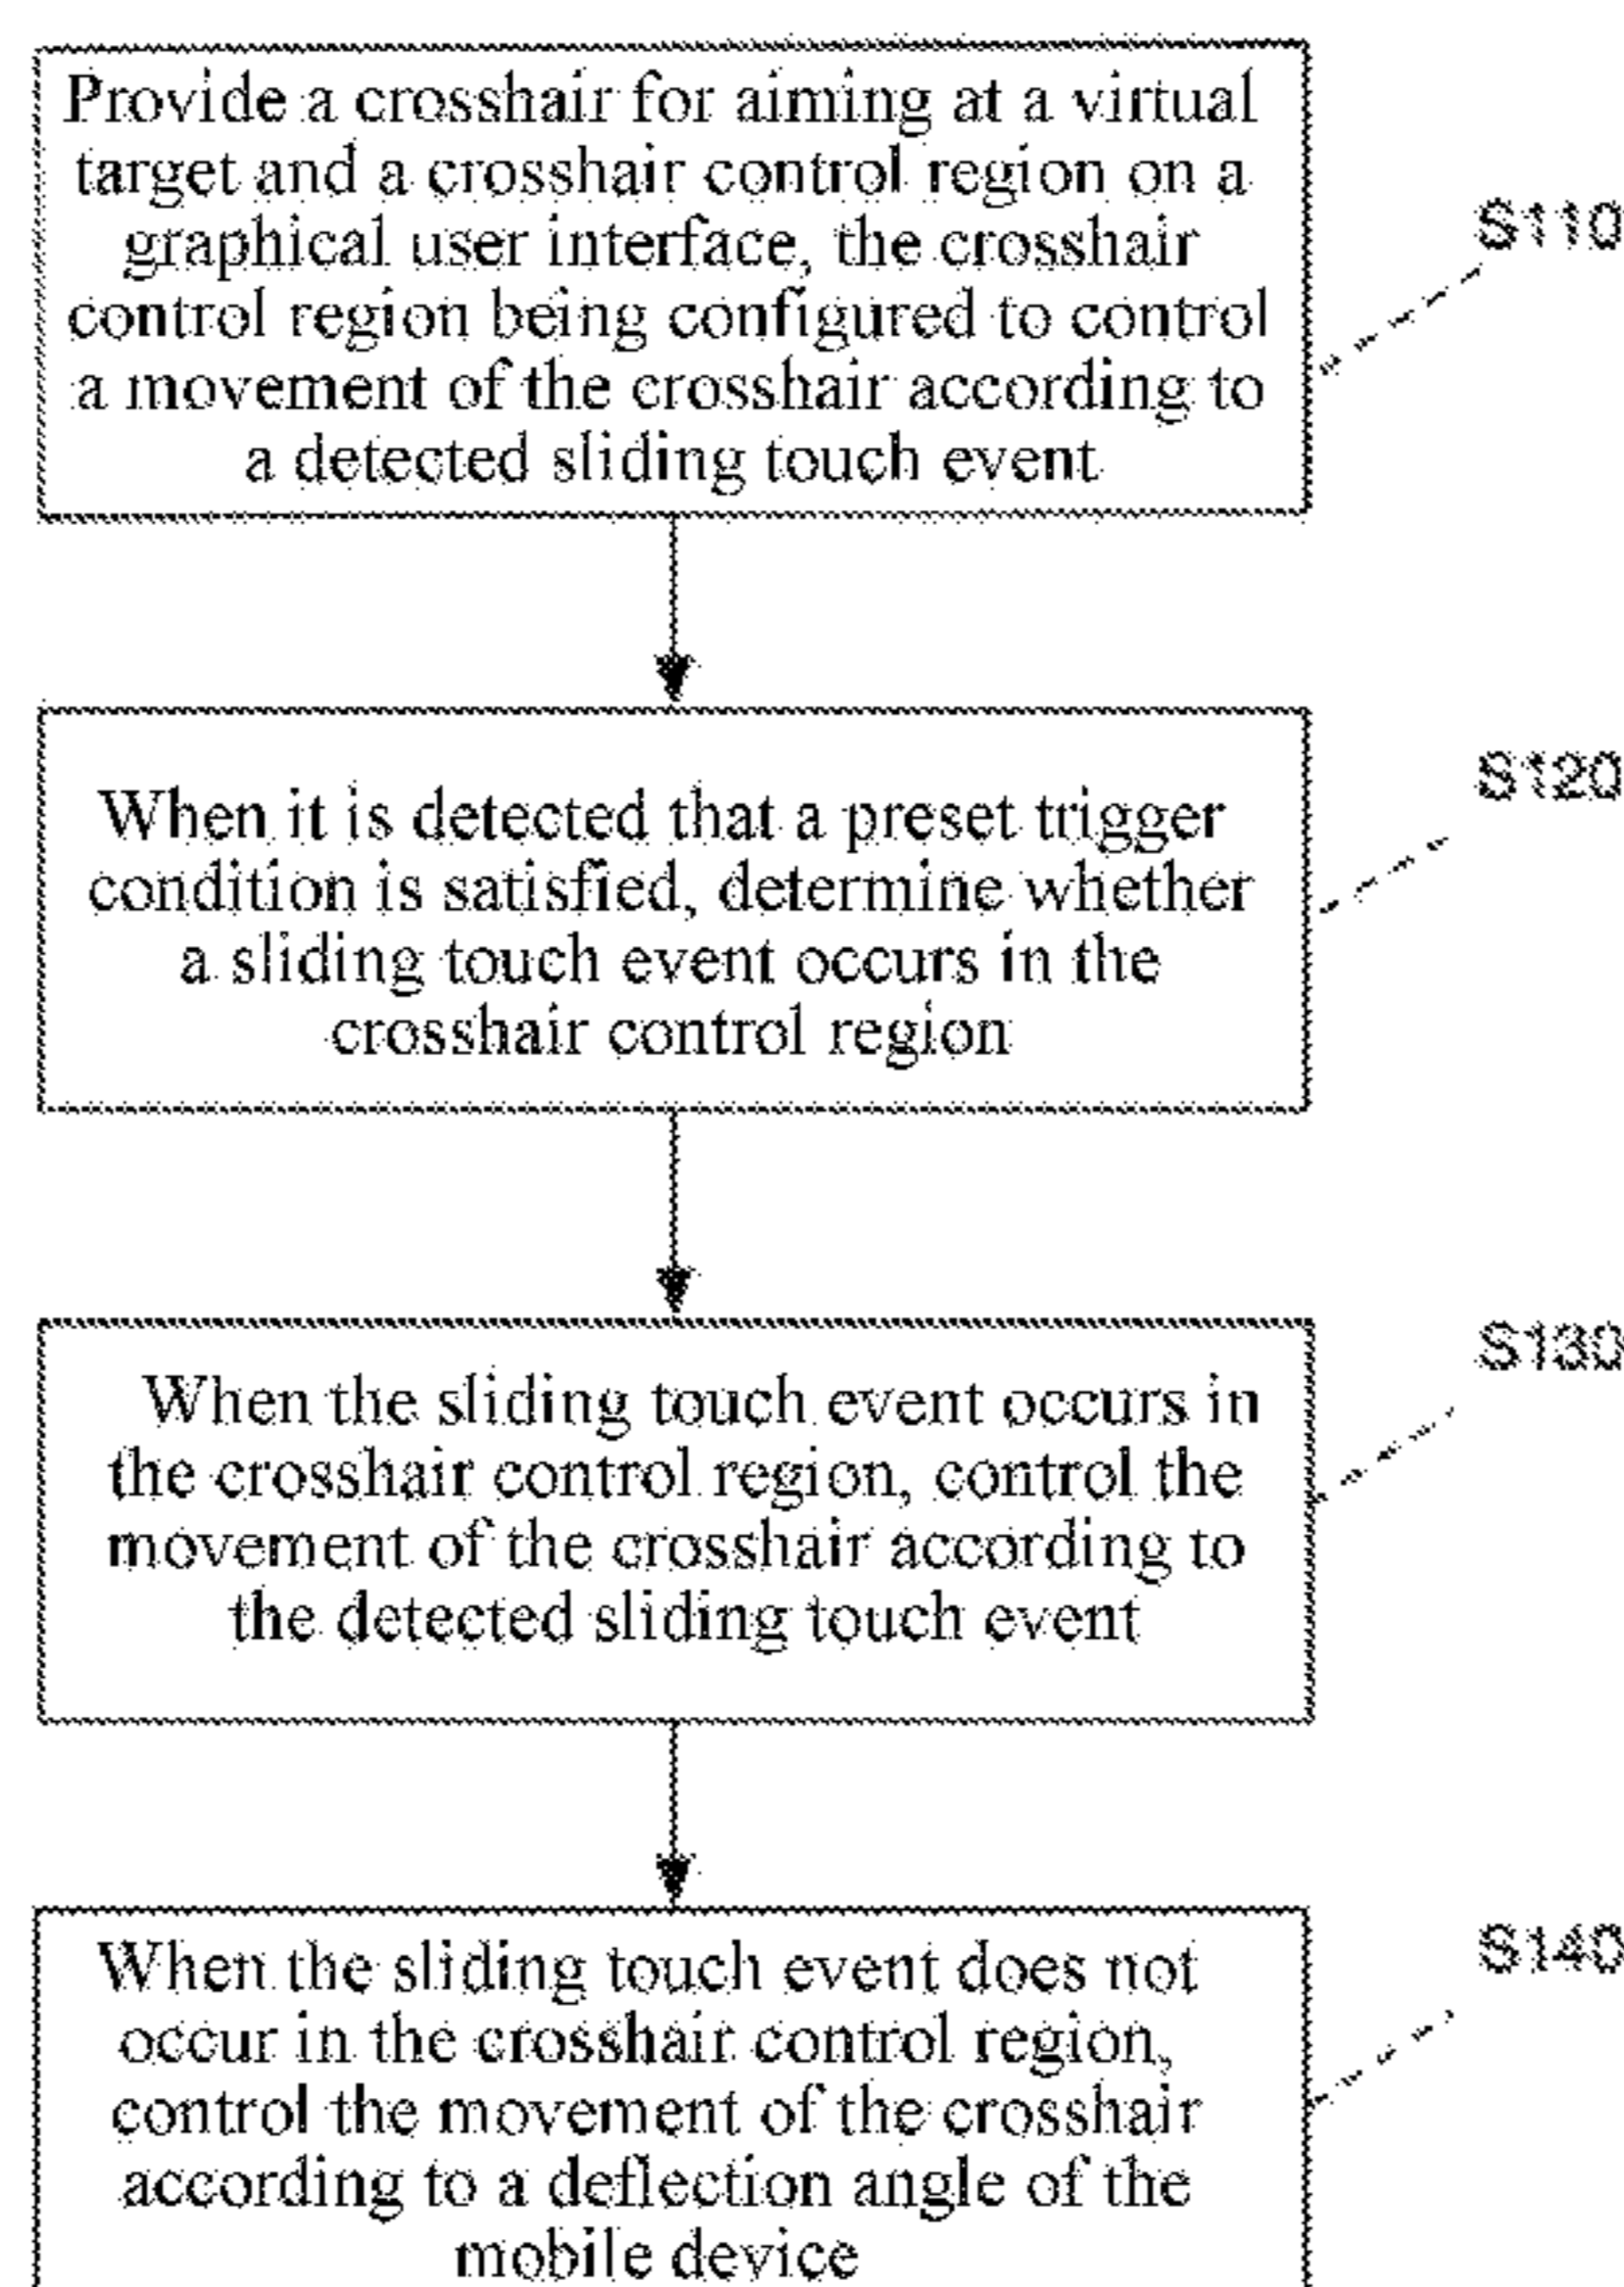 Provide a crosshair for aiming at a virtual
target and a crosshair control region on a
graphical user interface, the crosshair
control region being configured to control
a movement of the crosshair according to
a detected sliding touch event
S110
When it is detected that a preset trigger
condition is satisfied, determine whether
a sliding touch event occurs in the
crosshair control region
S120
When the sliding touch event occurs in
the crosshair control region, control the
movement of the crosshair according to
the detected sliding touch event
S130
When the sliding touch event does not
occur in the crosshair control region,
control the movement of the crosshair
according to a deflection angle of the
mobile device
S140